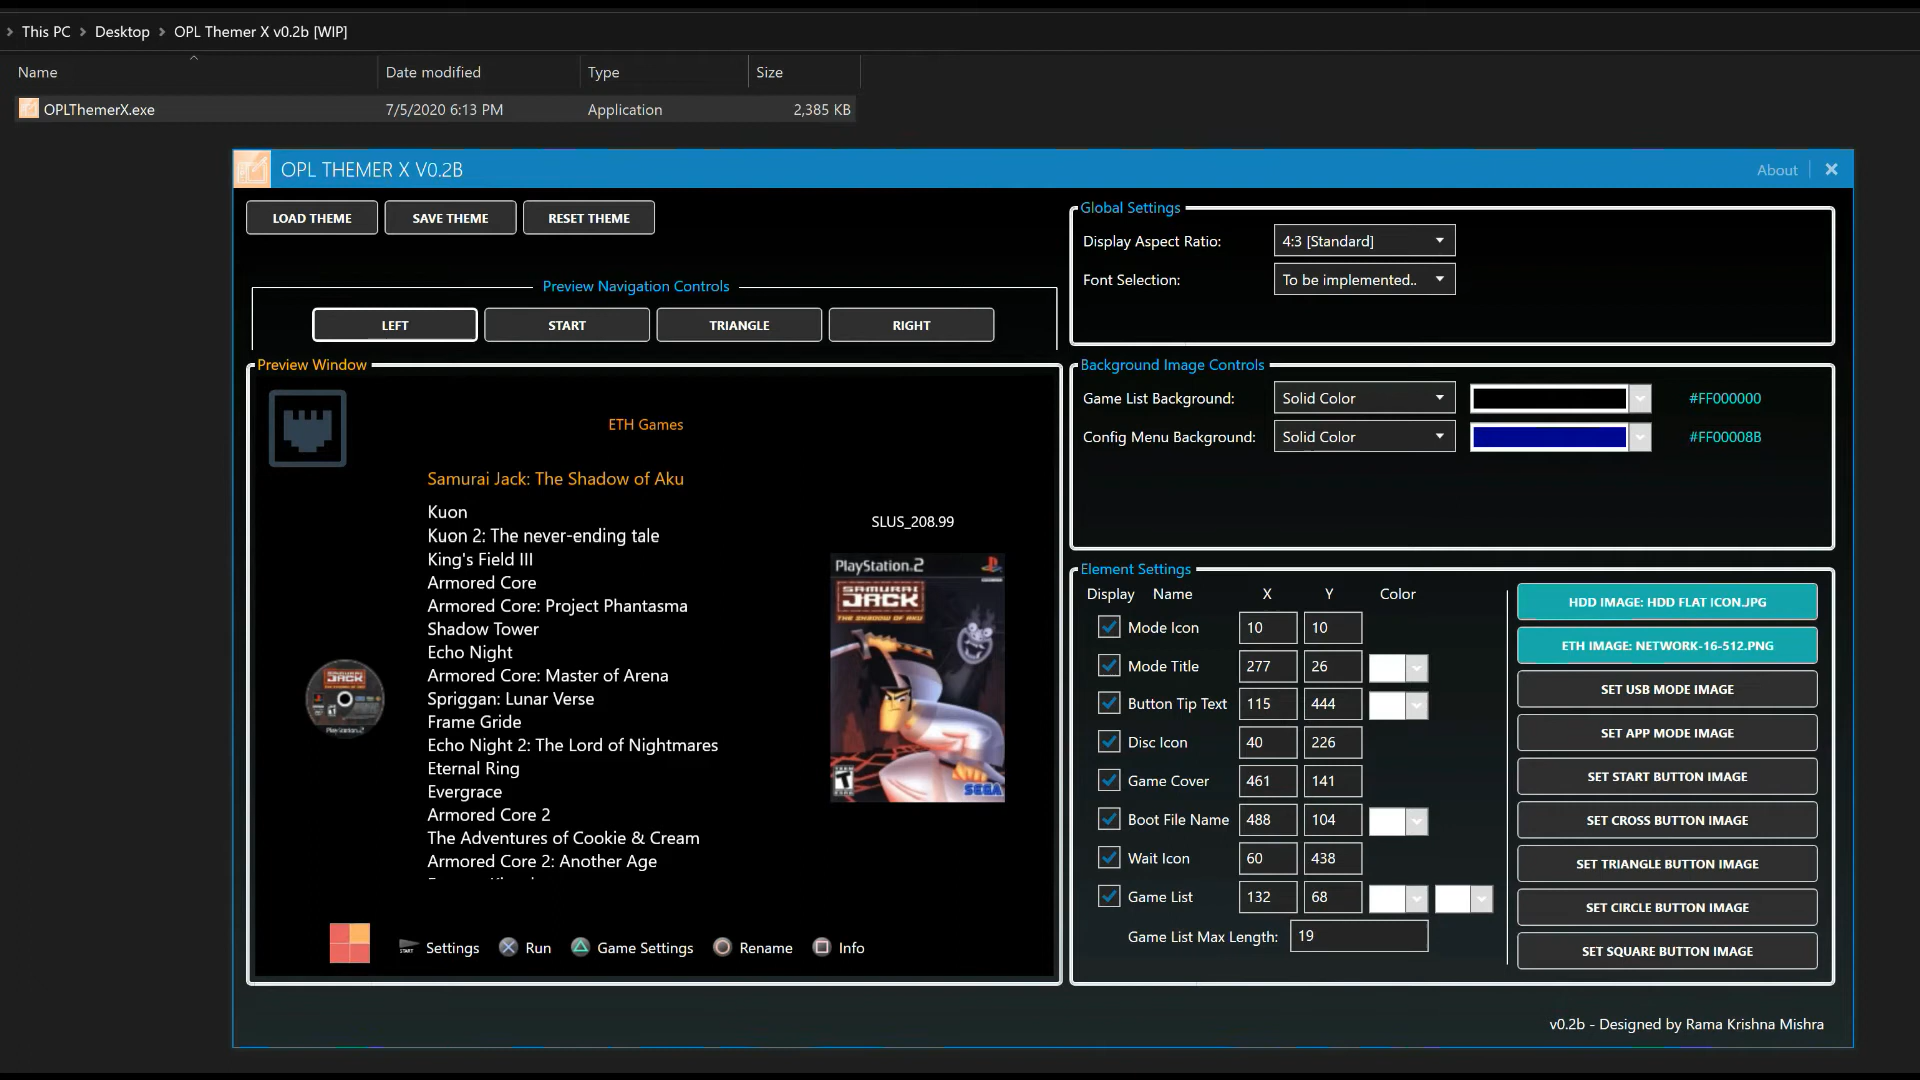 This PC > Desktop > OPL Themer X v0.2b [WIP]
Name Date modified Type Size
OPLThemerX.exe 7/5/2020 6:13 PM Application 2,385 KB
OPL THEMER X V0.2B
About
LOAD THEME SAVE THEME RESET THEME
Preview Navigation Controls
LEFT START TRIANGLE RIGHT
Preview Window
ETH Games
Samurai Jack: The Shadow of Aku
Kuon
Kuon 2: The never-ending tale
King's Field III
Armored Core
Armored Core: Project Phantasma
Shadow Tower
Echo Night
Armored Core: Master of Arena
Spriggan: Lunar Verse
Frame Gride
Echo Night 2: The Lord of Nightmares
Eternal Ring
Evergrace
Armored Core 2
The Adventures of Cookie & Cream
Armored Core 2: Another Age
SLUS_208.99
PlayStation.2
SAMURAI
JACK
THE SHADOW OF AKU
SEGA
SAMURAI
JACK
PlayStation.2
START Settings Run Game Settings Rename Info
Global Settings
Display Aspect Ratio: 4:3 [Standard]
Font Selection: To be implemented..
Background Image Controls
Game List Background: Solid Color #FF000000
Config Menu Background: Solid Color #FF00008B
Element Settings
Display Name X Y Color
Mode Icon 10 10
Mode Title 277 26
Button Tip Text 115 444
Disc Icon 40 226
Game Cover 461 141
Boot File Name 488 104
Wait Icon 60 438
Game List 132 68
Game List Max Length: 19
HDD IMAGE: HDD FLAT ICON.JPG
ETH IMAGE: NETWORK-16-512.PNG
SET USB MODE IMAGE
SET APP MODE IMAGE
SET START BUTTON IMAGE
SET CROSS BUTTON IMAGE
SET TRIANGLE BUTTON IMAGE
SET CIRCLE BUTTON IMAGE
SET SQUARE BUTTON IMAGE
v0.2b - Designed by Rama Krishna Mishra